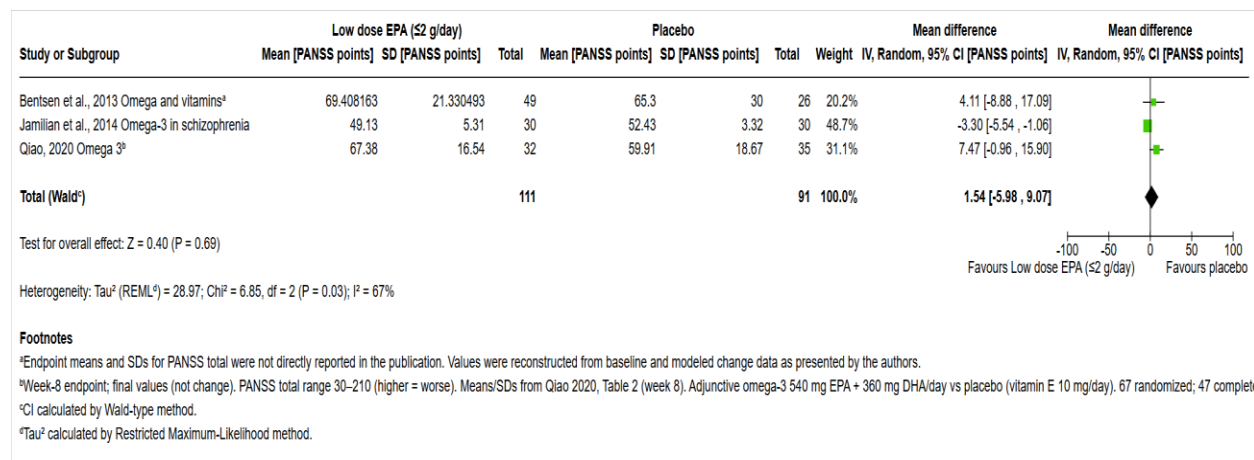 Low dose EPA (≤2 g/day) Placebo Mean difference Mean difference
Study or Subgroup Mean [PANSS points] SD [PANSS points] Total Mean [PANSS points] SD [PANSS points] Total Weight IV, Random, 95% CI [PANSS points] IV, Random, 95% CI [PANSS points]
Bentsen et al., 2013 Omega and vitaminsᵃ 69.408163 21.330493 49 65.3 30 26 20.2% 4.11 [-8.88 , 17.09]
Jamilian et al., 2014 Omega-3 in schizophrenia 49.13 5.31 30 52.43 3.32 30 48.7% -3.30 [-5.54 , -1.06]
Qiao, 2020 Omega 3ᵇ 67.38 16.54 32 59.91 18.67 35 31.1% 7.47 [-0.96 , 15.90]
Total (Waldᶜ) 111 91 100.0% 1.54 [-5.98 , 9.07]
Test for overall effect: Z = 0.40 (P = 0.69)
-100 -50 0 50 100
Favours Low dose EPA (≤2 g/day) Favours placebo
Heterogeneity: Tau² (REMLᵈ) = 28.97; Chi² = 6.85, df = 2 (P = 0.03); I² = 67%
Footnotes
ᵃEndpoint means and SDs for PANSS total were not directly reported in the publication. Values were reconstructed from baseline and modeled change data as presented by the authors.
ᵇWeek-8 endpoint; final values (not change). PANSS total range 30–210 (higher = worse). Means/SDs from Qiao 2020, Table 2 (week 8). Adjunctive omega-3 540 mg EPA + 360 mg DHA/day vs placebo (vitamin E 10 mg/day). 67 randomized; 47 complete
ᶜCI calculated by Wald-type method.
ᵈTau² calculated by Restricted Maximum-Likelihood method.